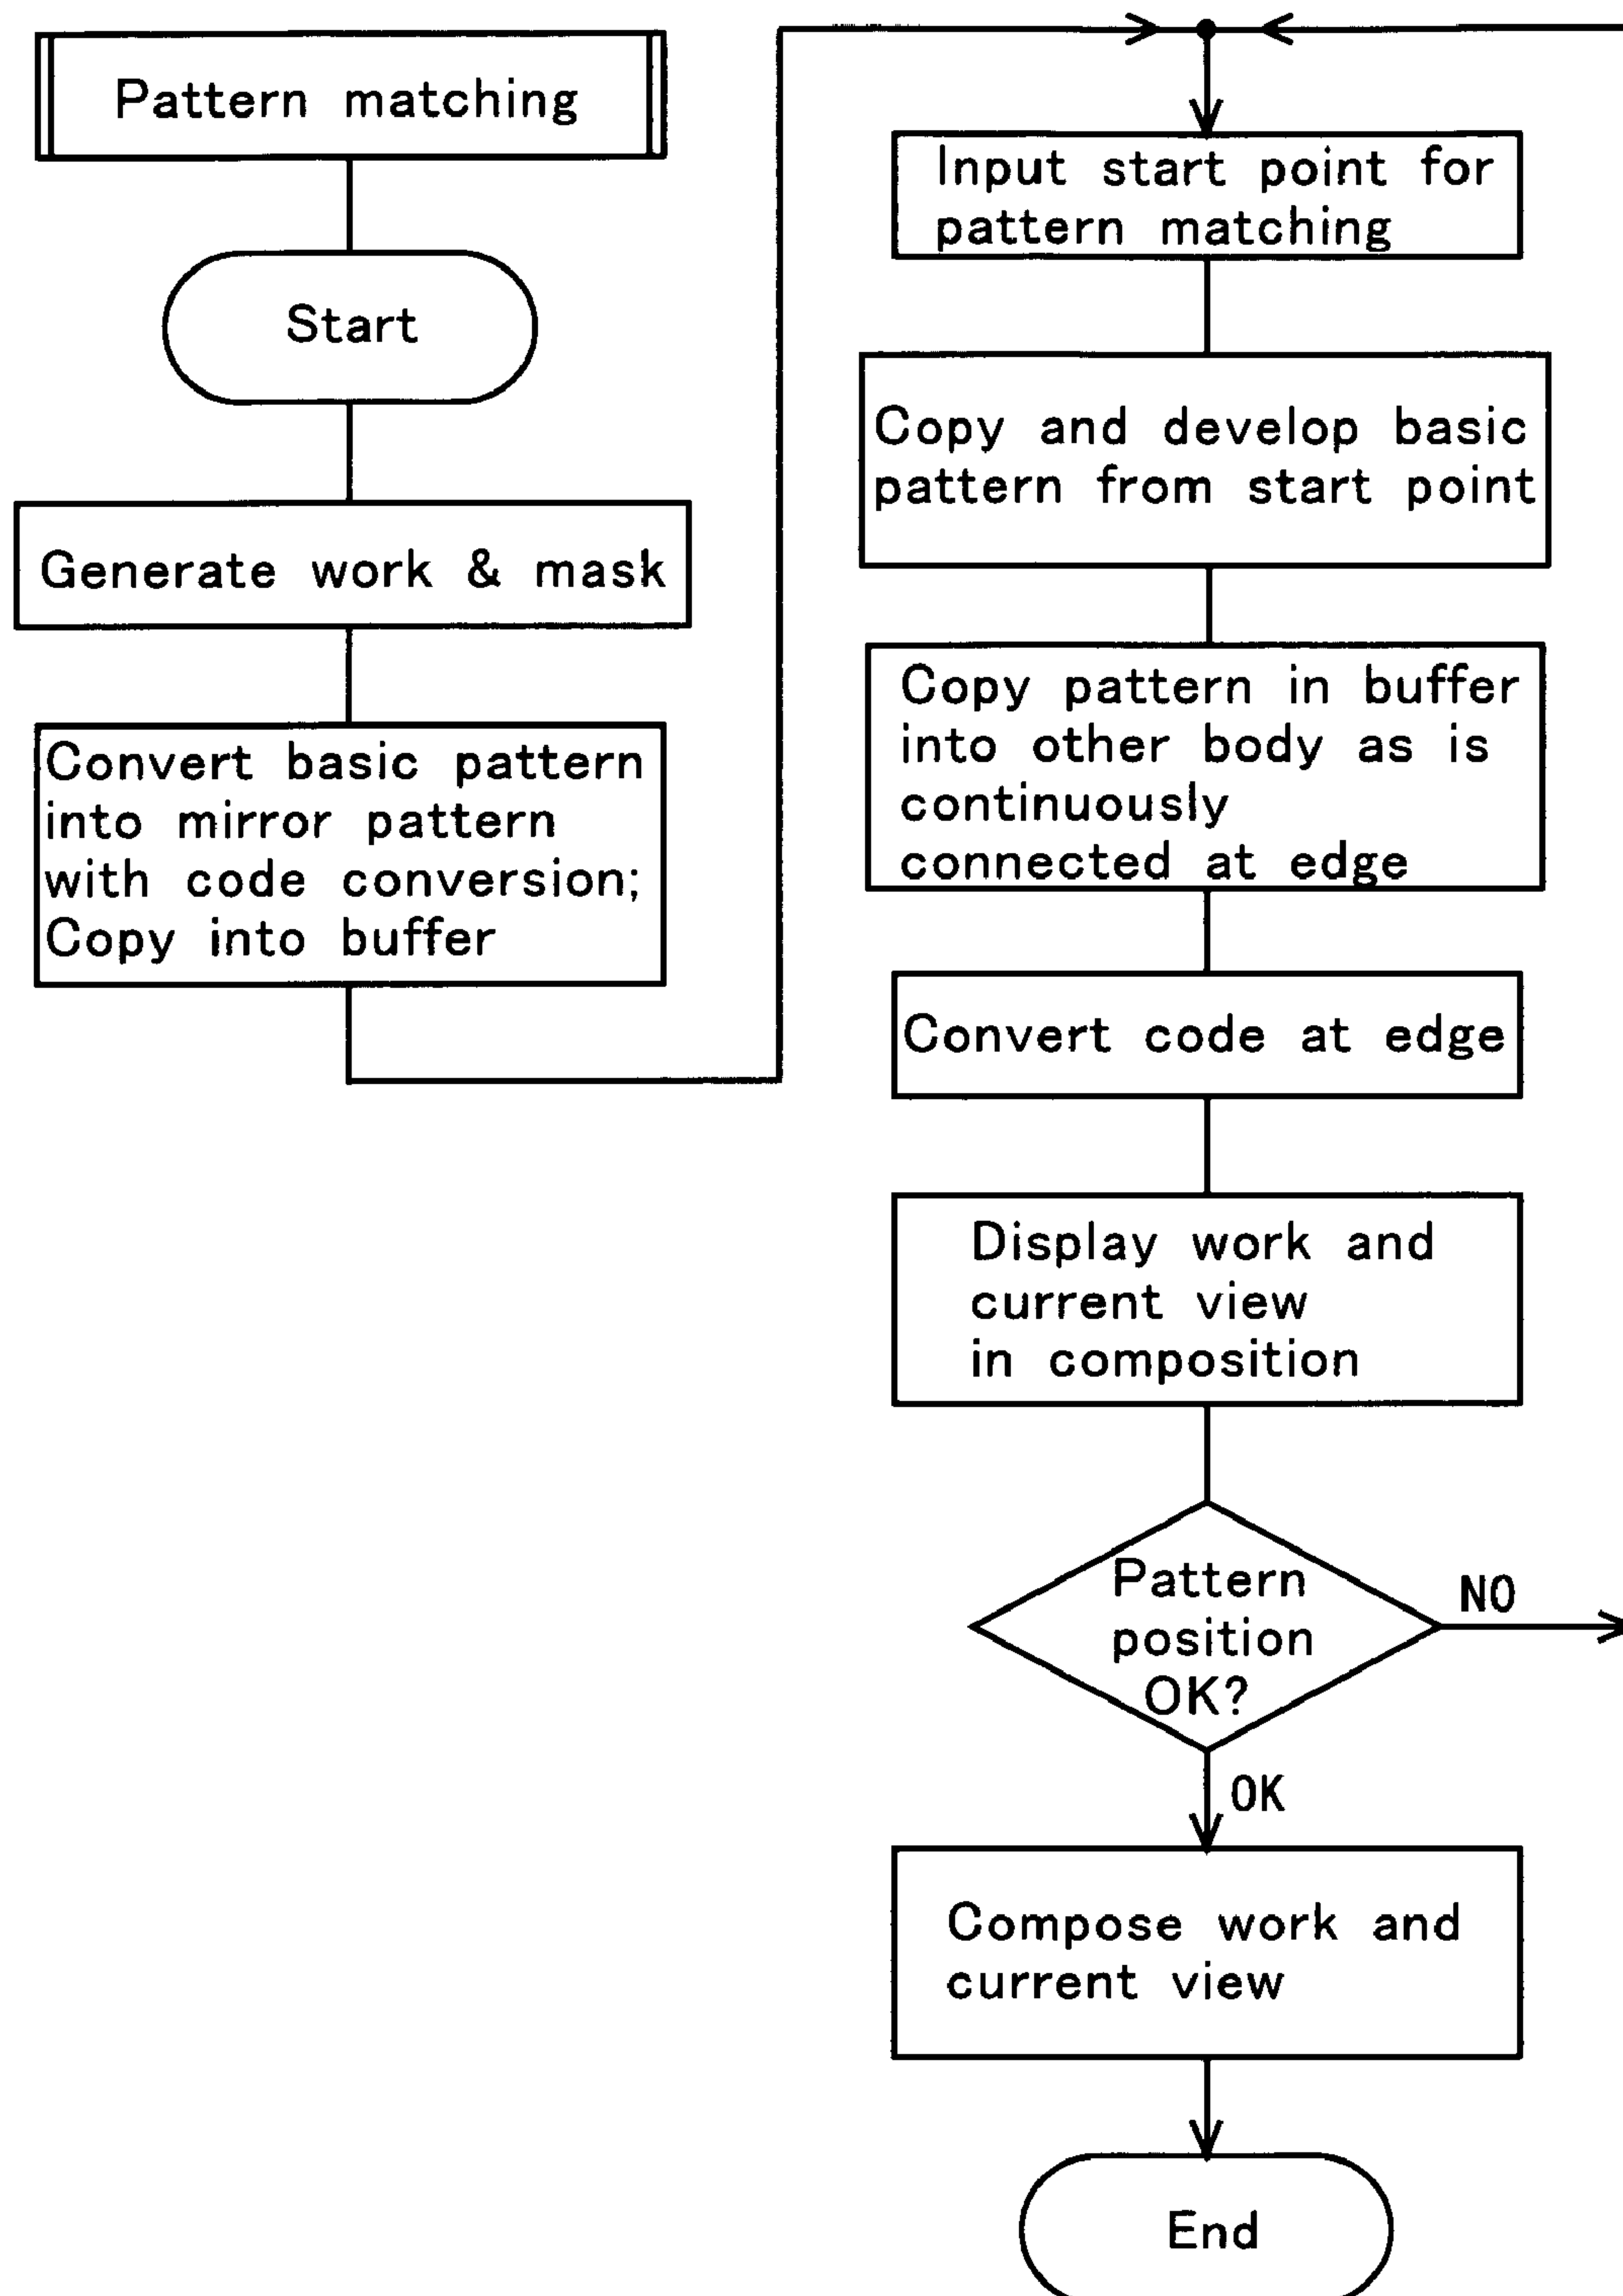 Pattern matching
Start
Generate work & mask
Convert basic pattern
into mirror pattern
with code conversion;
Copy into buffer
Input start point for
pattern matching
Copy and develop basic
pattern from start point
Copy pattern in buffer
into other body as is
continuously
connected at edge
Convert code at edge
Display work and
current view
in composition
Pattern
position
OK?
NO
OK
Compose work and
current view
End